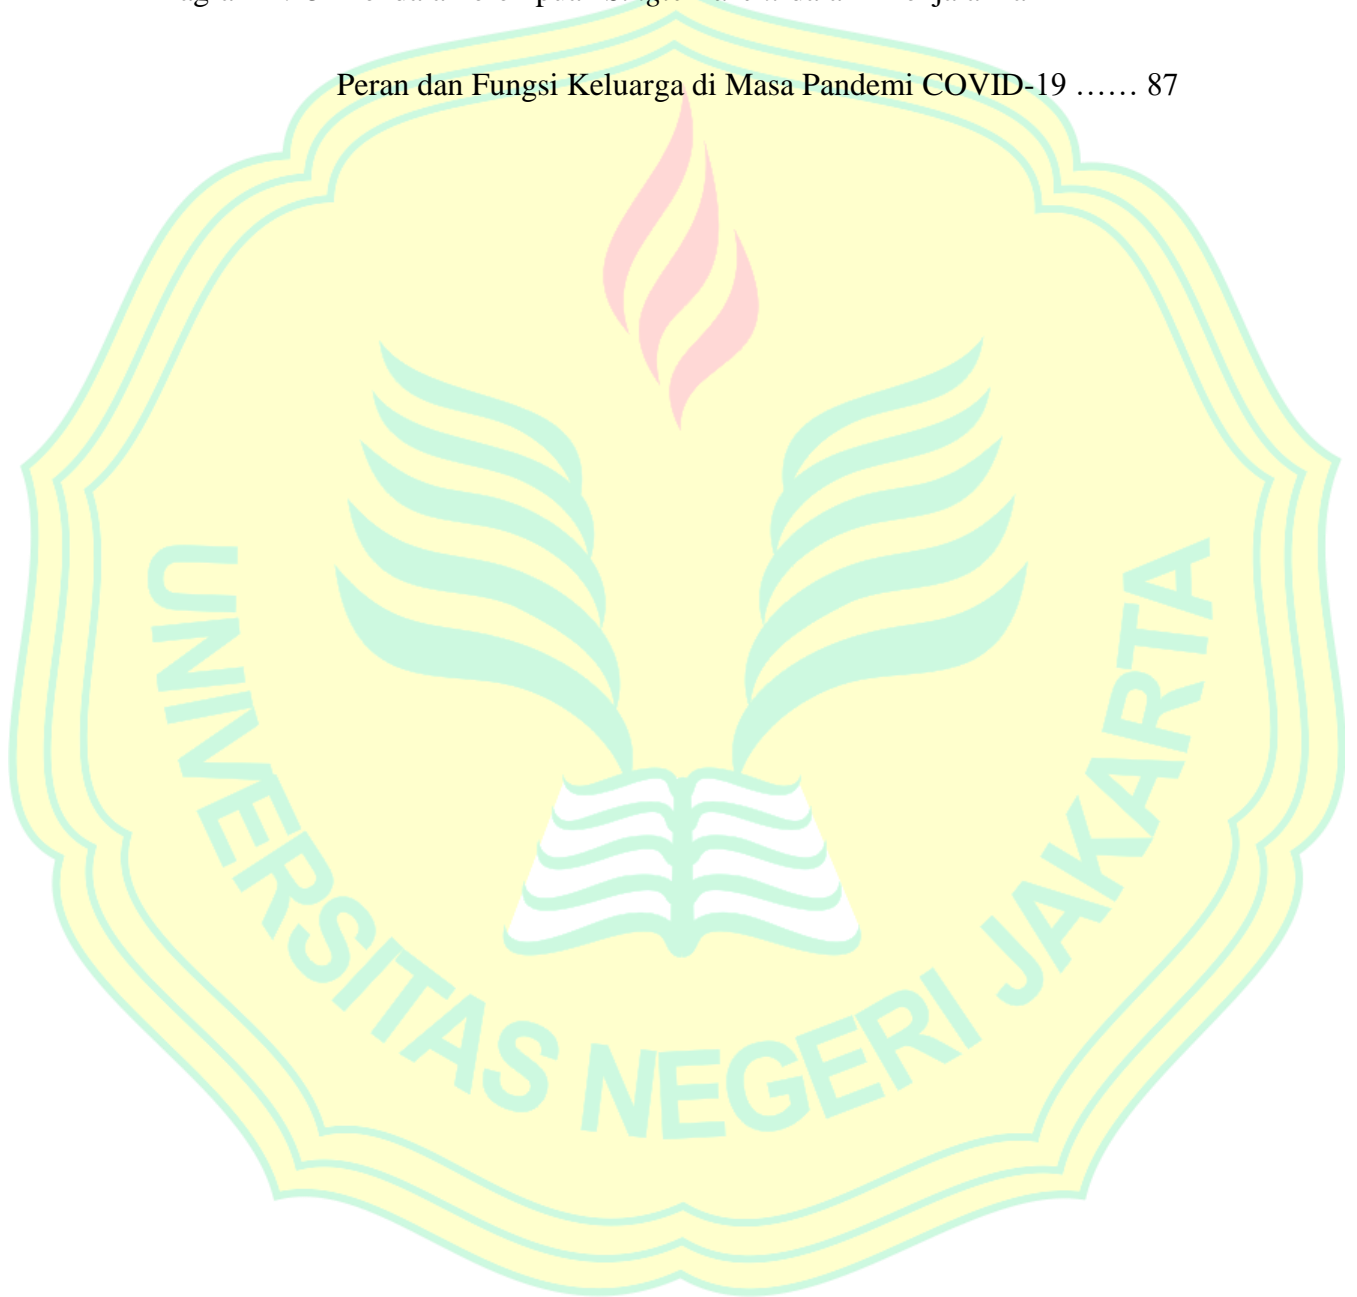 Peran dan Fungsi Keluarga di Masa Pandemi COVID-19 …… 87
UNIVERSITAS NEGERI JAKARTA